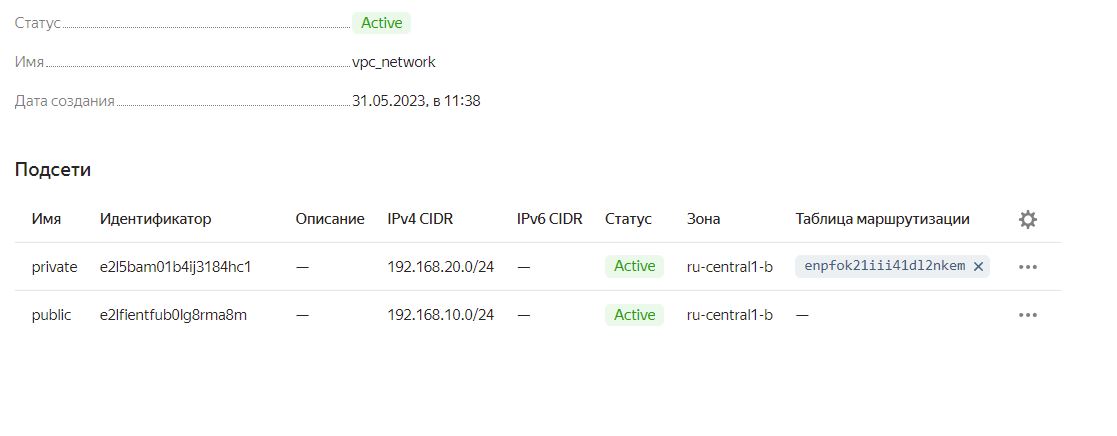 Статус Active
Имя vpc_network
Дата создания 31.05.2023, в 11:38
Подсети
Имя Идентификатор Описание IPv4 CIDR IPv6 CIDR Статус Зона Таблица маршрутизации
private e2l5bam01b4ij3184hc1 — 192.168.20.0/24 — Active ru-central1-b enpfok21iii41dl2nkem ×
public e2lfientfub0lg8rma8m — 192.168.10.0/24 — Active ru-central1-b —